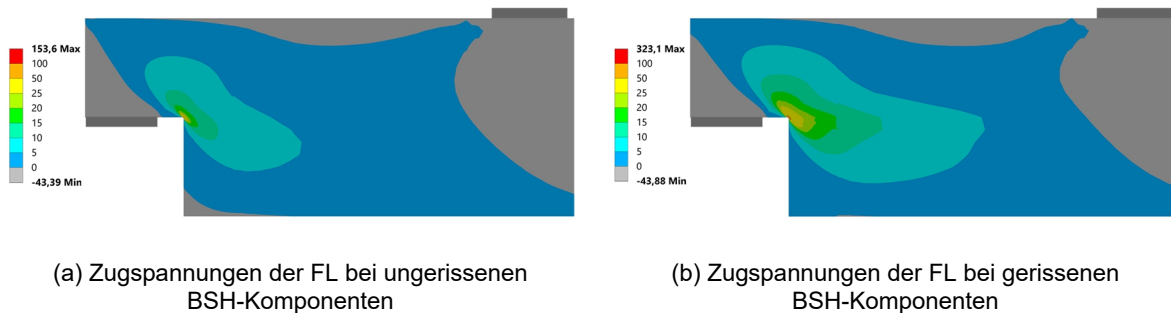 153,6 Max
100
50
25
20
15
10
5
0
-43,39 Min
323,1 Max
100
50
25
20
15
10
5
0
-43,88 Min
(a) Zugspannungen der FL bei ungerissenen
BSH-Komponenten
(b) Zugspannungen der FL bei gerissenen
BSH-Komponenten